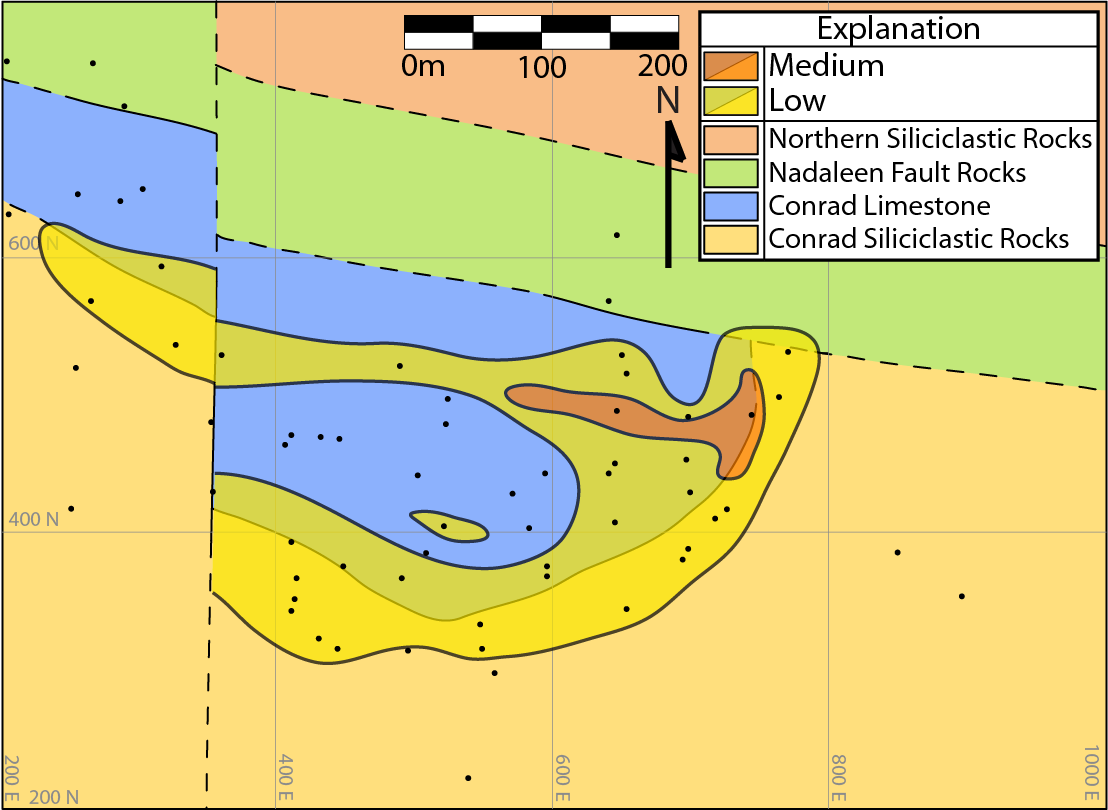 Explanation
Medium
Low
Northern Siliciclastic Rocks
Nadaleen Fault Rocks
Conrad Limestone
Conrad Siliciclastic Rocks
0m 100 200
N
600 N
400 N
200 N
200 E
400 E
600 E
800 E
1000 E